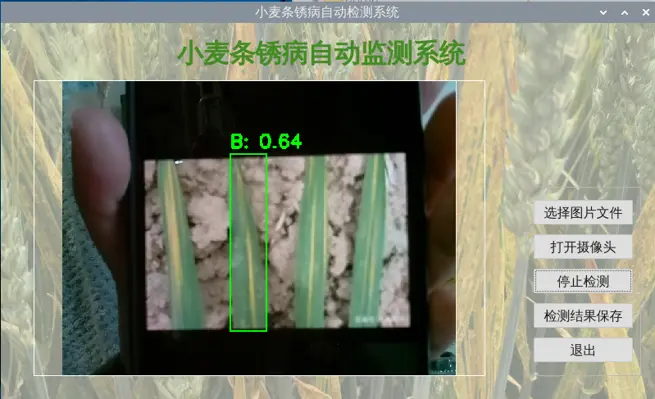 小麦条锈病自动检测系统
小麦条锈病自动监测系统
B: 0.64
选择图片文件
打开摄像头
停止检测
检测结果保存
退出